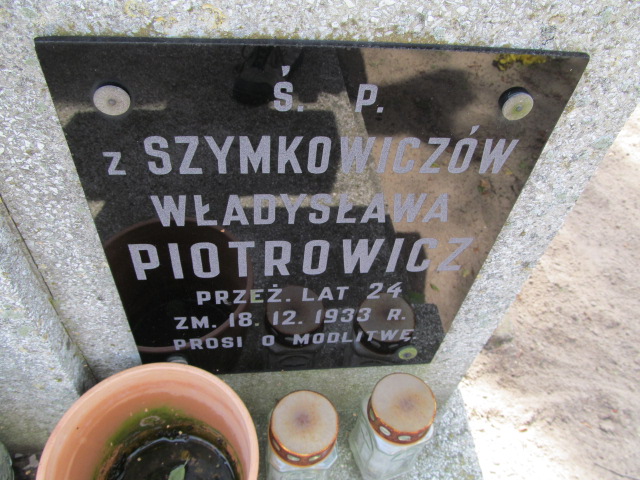 Ś. P.
z SZYMKOWICZÓW
WŁADYSŁAWA
PIOTROWICZ
PRZEŻ. LAT 24
ZM. 18. 12. 1933 R.
PROSI O MODLITWĘ